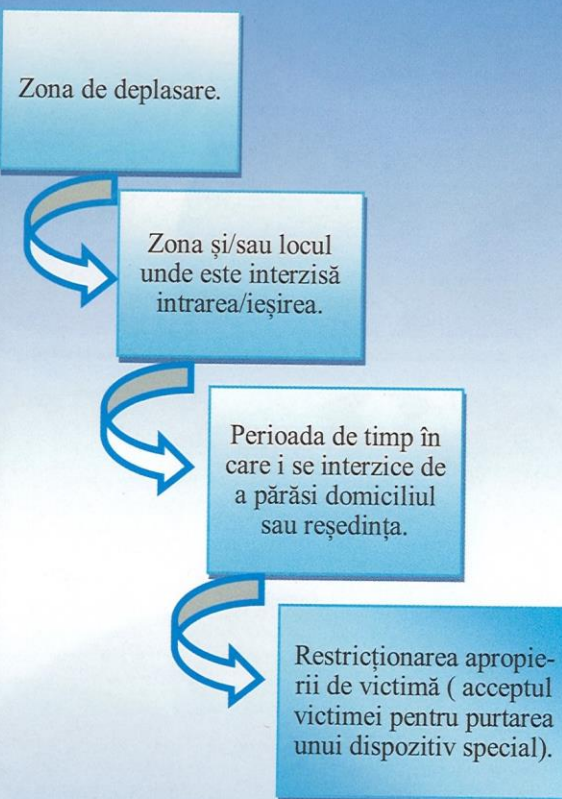 Zona de deplasare.
Zona și/sau locul
unde este interzisă
intrarea/ieșirea.
Perioada de timp în
care i se interzice de
a părăsi domiciliul
sau reședința.
Restricționarea apropie-
rii de victimă ( acceptul
victimei pentru purtarea
unui dispozitiv special).